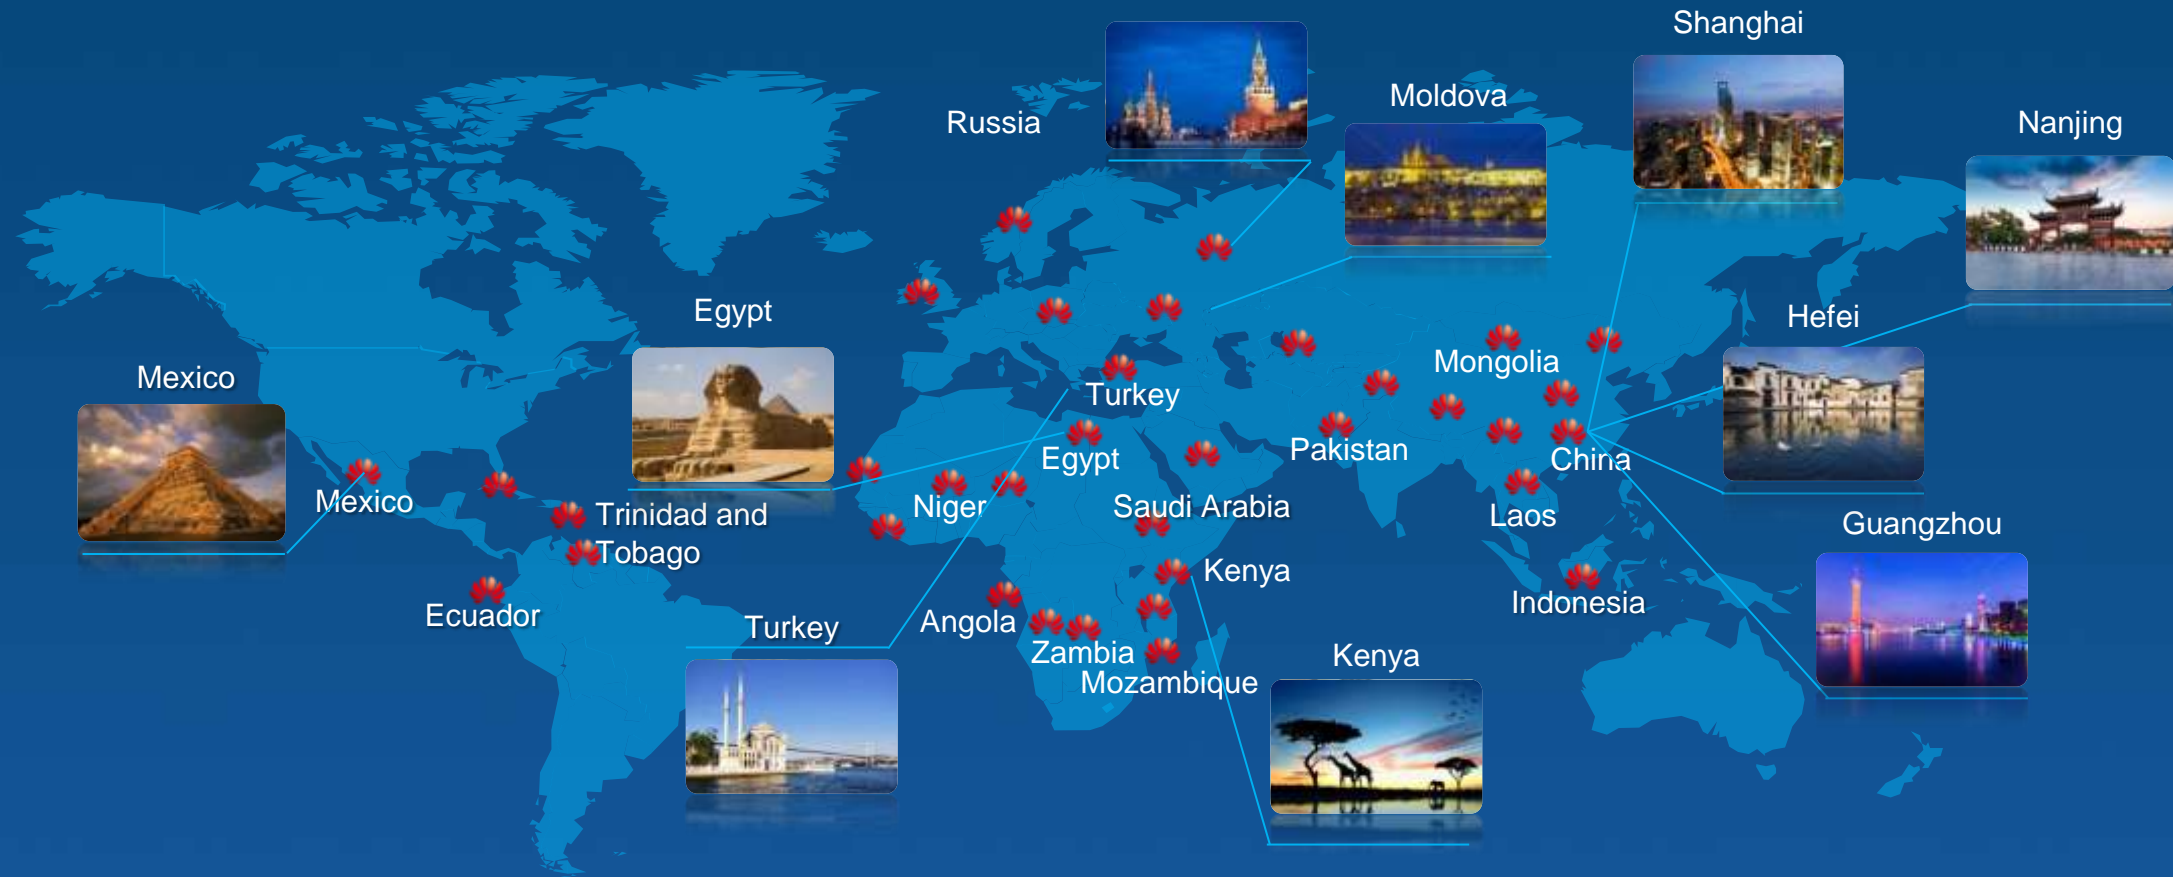 Shanghai
Moldova
Russia
Nanjing
Egypt
Hefei
Mongolia
Mexico
Turkey
Pakistan
Egypt
China
Mexico
Niger
Saudi Arabia
Trinidad and
Tobago
Laos
Guangzhou
Kenya
Indonesia
Ecuador
Angola
Turkey
Zambia
Kenya
Mozambique